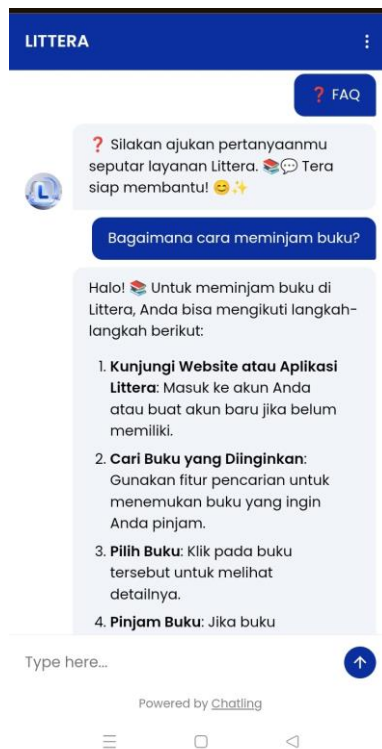 LITTERA
❓ FAQ
❓ Silakan ajukan pertanyaanmu
seputar layanan Littera. 📚💬 Tera
siap membantu! 😊✨
L
Bagaimana cara meminjam buku?
Halo! 📚 Untuk meminjam buku di
Littera, Anda bisa mengikuti langkah-
langkah berikut:
1. Kunjungi Website atau Aplikasi
Littera: Masuk ke akun Anda
atau buat akun baru jika belum
memiliki.
2. Cari Buku yang Diinginkan:
Gunakan fitur pencarian untuk
menemukan buku yang ingin
Anda pinjam.
3. Pilih Buku: Klik pada buku
tersebut untuk melihat
detailnya.
4. Pinjam Buku: Jika buku
Type here...
Powered by Chatling